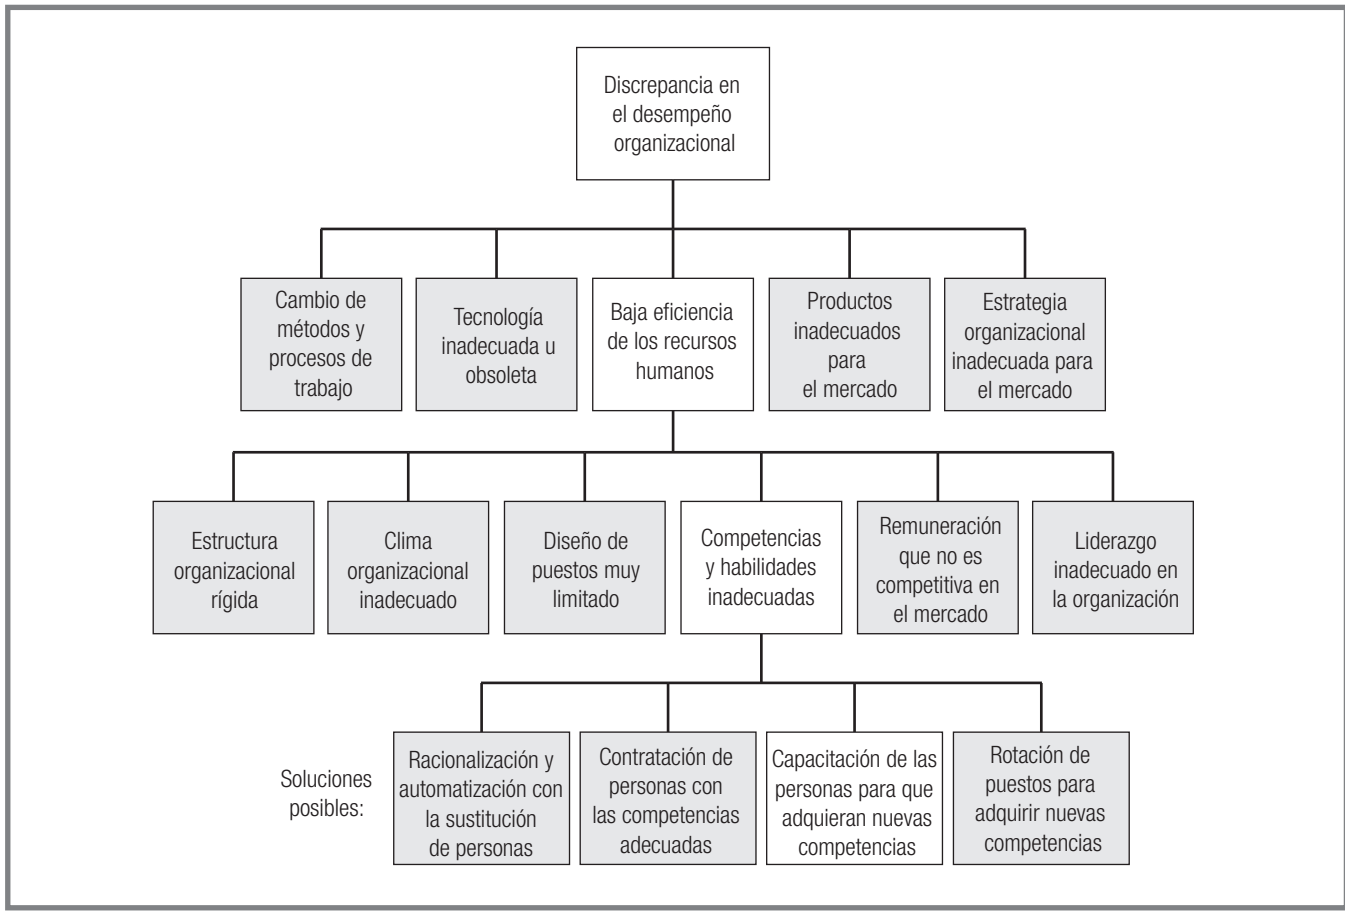 Discrepancia en
el desempeño
organizacional
Cambio de
métodos y
procesos de
trabajo
Tecnología
inadecuada u
obsoleta
Baja eficiencia
de los recursos
humanos
Productos
inadecuados
para
el mercado
Estrategia
organizacional
inadecuada para
el mercado
Estructura
organizacional
rígida
Clima
organizacional
inadecuado
Diseño de
puestos muy
limitado
Competencias
y habilidades
inadecuadas
Remuneración
que no es
competitiva en
el mercado
Liderazgo
inadecuado en
la organización
Soluciones
posibles:
Racionalización y
automatización con
la sustitución
de personas
Contratación de
personas con
las competencias
adecuadas
Capacitación de las
personas para que
adquieran nuevas
competencias
Rotación de
puestos para
adquirir nuevas
competencias